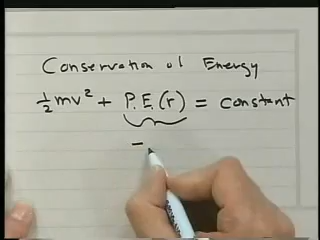 Conservation of Energy
½mv² + P.E.(r) = constant
−